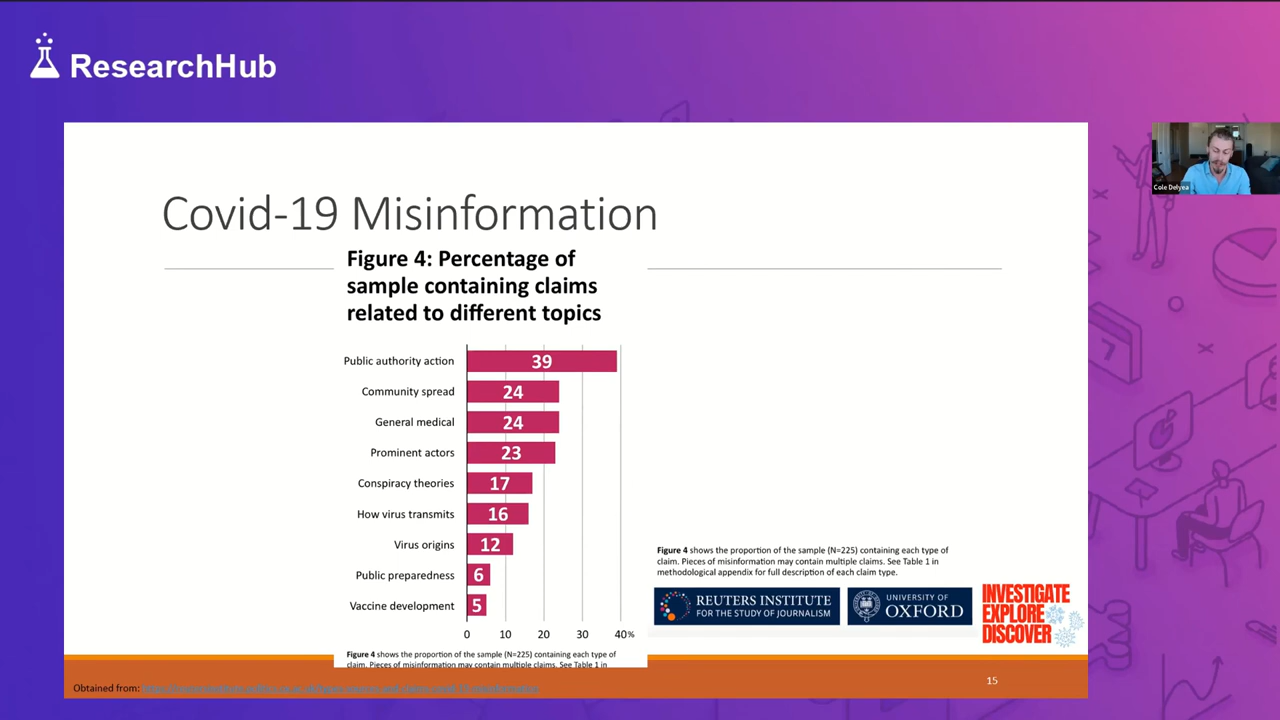 ResearchHub
Cole Delyea
Covid-19 Misinformation
Figure 4: Percentage of
sample containing claims
related to different topics
Public authority action 39
Community spread 24
General medical 24
Prominent actors 23
Conspiracy theories 17
How virus transmits 16
Virus origins 12
Public preparedness 6
Vaccine development 5
0 10 20 30 40%
Figure 4 shows the proportion of the sample (N=225) containing each type of
claim. Pieces of misinformation may contain multiple claims. See Table 1 in
Figure 4 shows the proportion of the sample (N=225) containing each type of
claim. Pieces of misinformation may contain multiple claims. See Table 1 in
methodological appendix for full description of each claim type.
REUTERS INSTITUTE
FOR THE STUDY OF JOURNALISM
UNIVERSITY OF
OXFORD
INVESTIGATE
EXPLORE
DISCOVER
Obtained from:
15
7